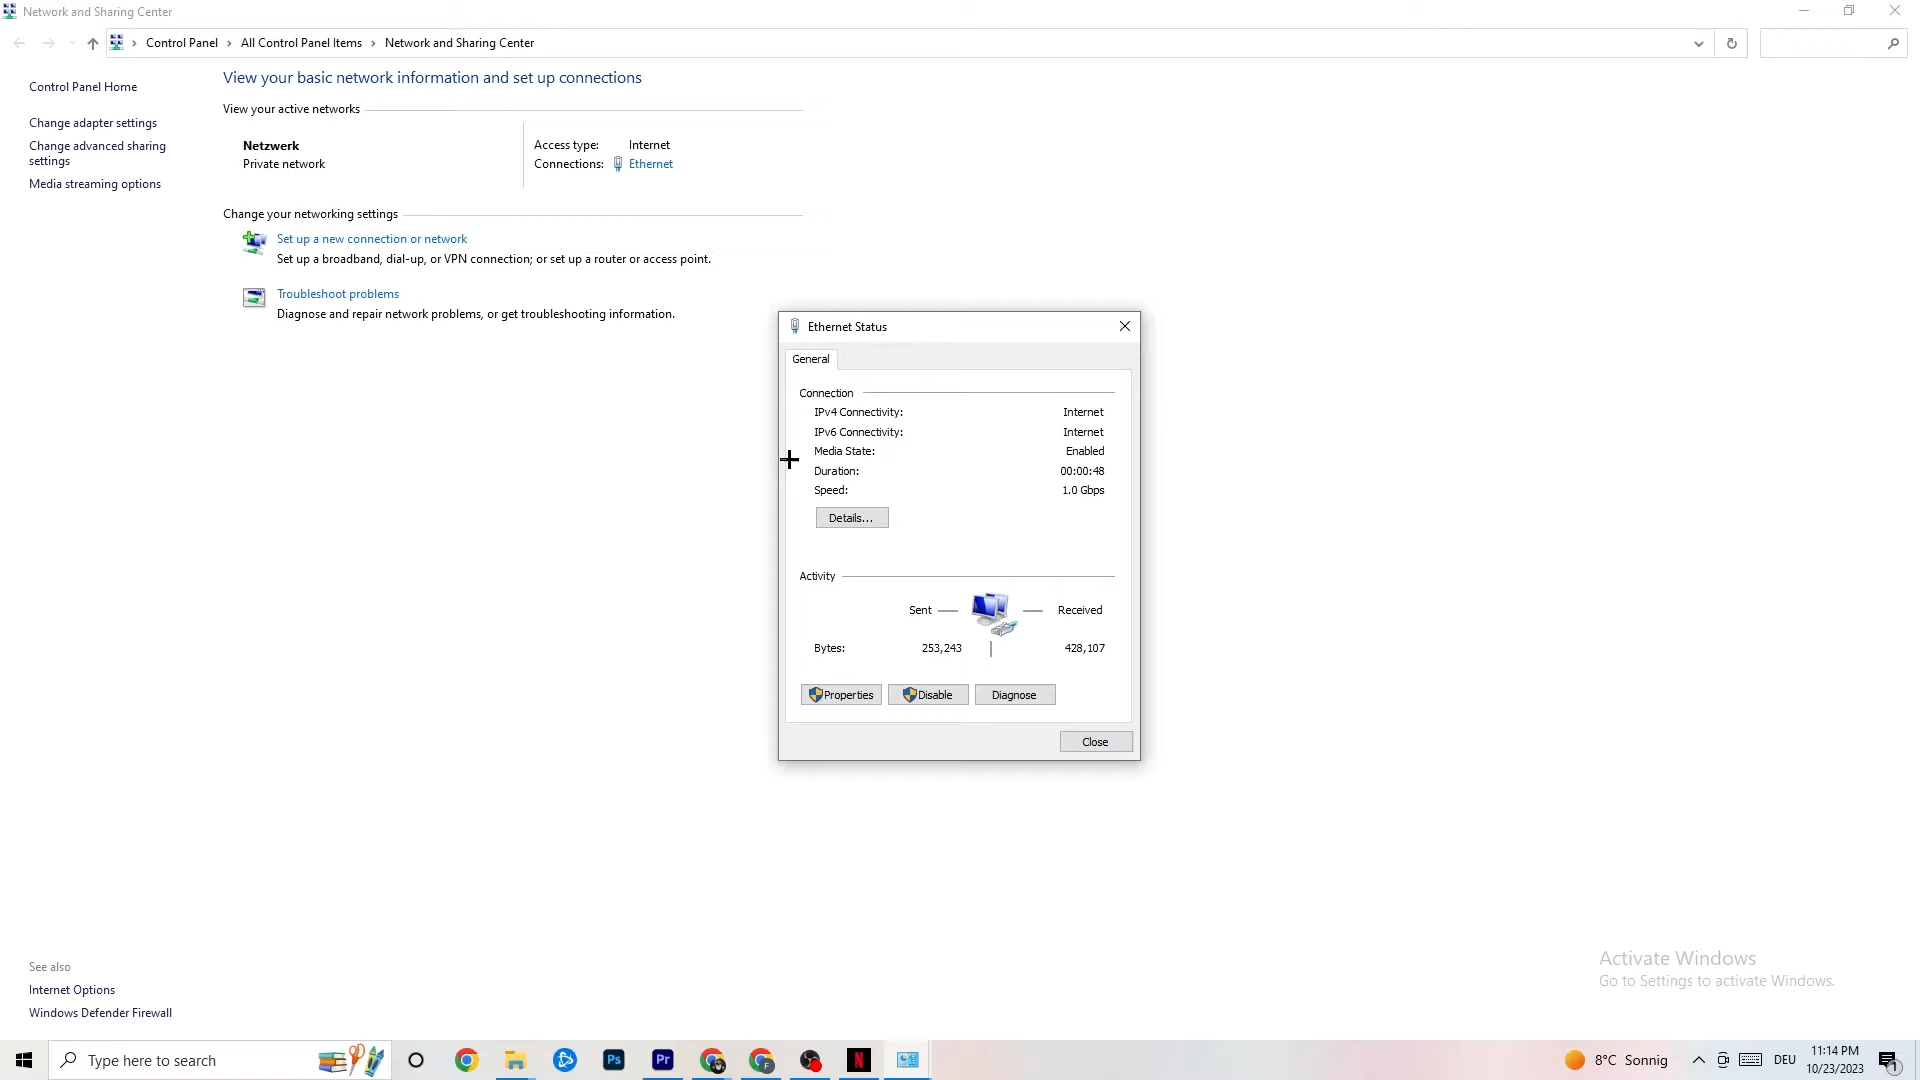 Network and Sharing Center
Control Panel > All Control Panel Items > Network and Sharing Center
Control Panel Home
Change adapter settings
Change advanced sharing
settings
Media streaming options
View your basic network information and set up connections
View your active networks
Netzwerk
Private network
Access type: Internet
Connections: Ethernet
Change your networking settings
Set up a new connection or network
Set up a broadband, dial-up, or VPN connection; or set up a router or access point.
Troubleshoot problems
Diagnose and repair network problems, or get troubleshooting information.
Ethernet Status
General
Connection
IPv4 Connectivity: Internet
IPv6 Connectivity: Internet
Media State: Enabled
Duration: 00:00:48
Speed: 1.0 Gbps
Details...
Activity
Sent — Received
Bytes: 253,243 428,107
Properties Disable Diagnose
Close
See also
Internet Options
Windows Defender Firewall
Activate Windows
Go to Settings to activate Windows.
Type here to search
Ps
Pr
F
N
8°C Sonnig
DEU
11:14 PM
10/23/2023
1